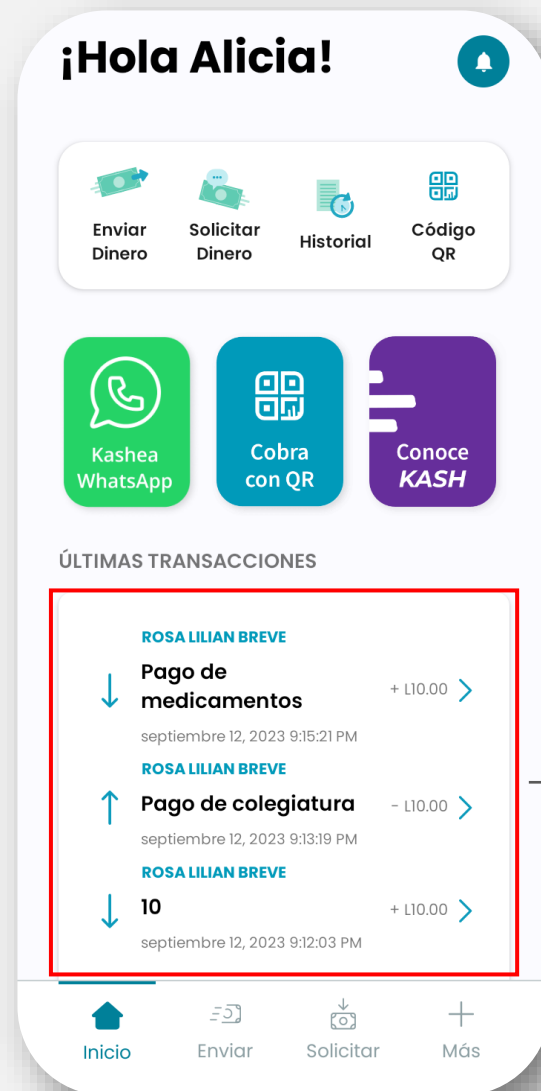 ¡Hola Alicia!
Enviar
Dinero
Solicitar
Dinero
Historial
Código
QR
Kashea
WhatsApp
Cobra
con QR
Conoce
KASH
ÚLTIMAS TRANSACCIONES
ROSA LILIAN BREVE
Pago de
medicamentos
+ L10.00
septiembre 12, 2023 9:15:21 PM
ROSA LILIAN BREVE
Pago de colegiatura
- L10.00
septiembre 12, 2023 9:13:19 PM
ROSA LILIAN BREVE
10
+ L10.00
septiembre 12, 2023 9:12:03 PM
Inicio
Enviar
Solicitar
Más